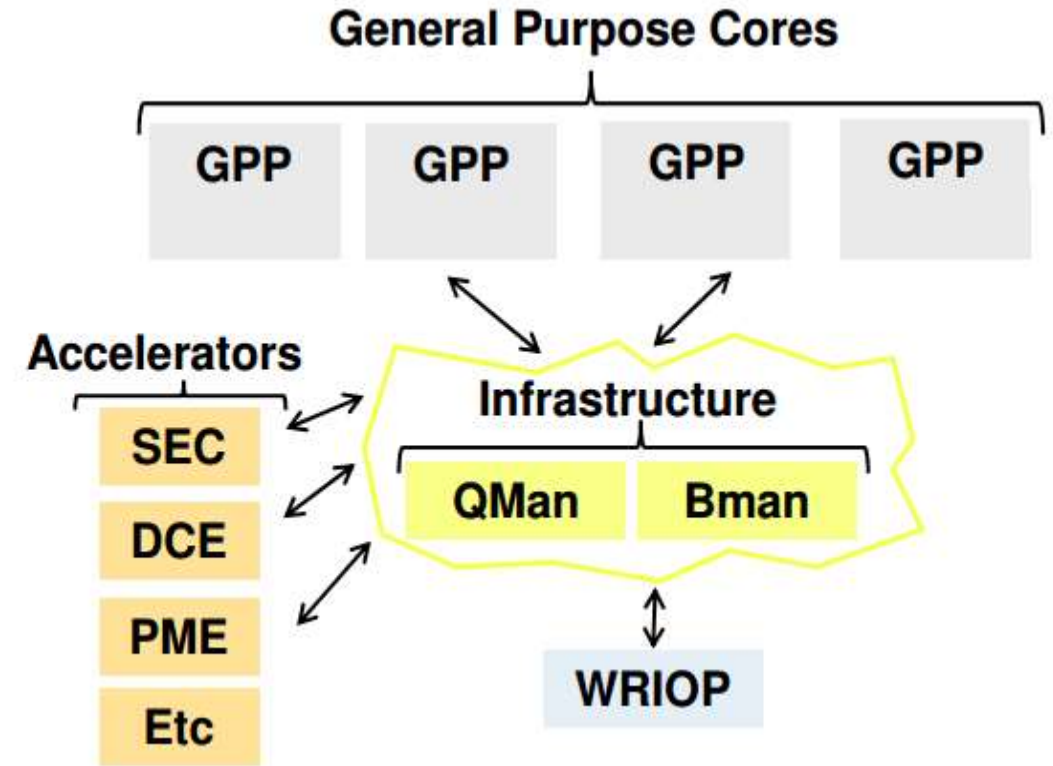 General Purpose Cores
GPP GPP GPP GPP
Accelerators
SEC
DCE
PME
Etc
Infrastructure
QMan Bman
WRIOP